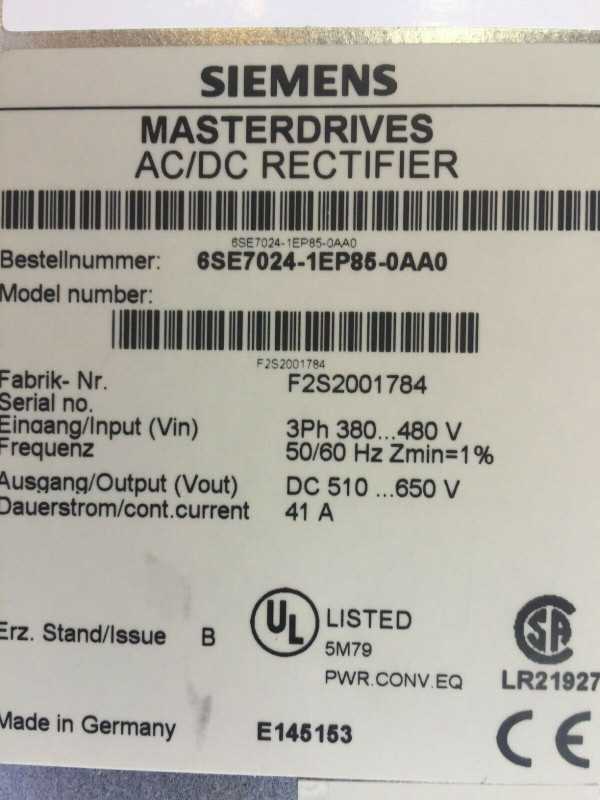 SIEMENS
MASTERDRIVES
AC/DC RECTIFIER
6SE7024-1EP85-0AA0
Bestellnummer: 6SE7024-1EP85-0AA0
Model number:
F2S2001784
Fabrik- Nr. F2S2001784
Serial no.
Eingang/Input (Vin) 3Ph 380...480 V
Frequenz 50/60 Hz Zmin=1%
Ausgang/Output (Vout) DC 510 ...650 V
Dauerstrom/cont.current 41 A
Erz. Stand/Issue B
UL LISTED
5M79
PWR.CONV.EQ
SA
LR21927
Made in Germany E145153
CE